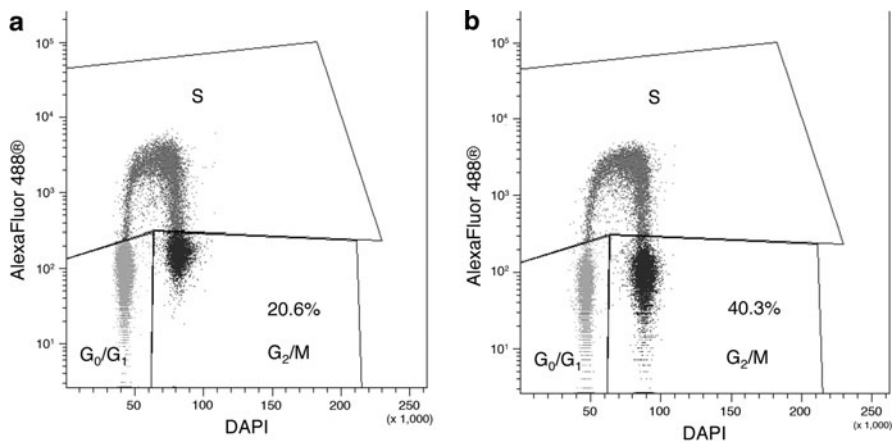 a
AlexaFluor 488®
10⁵
10⁴
10³
10²
10¹
S
20.6%
G₀/G₁
G₂/M
50 100 150 200 250
(x 1,000)
DAPI
b
AlexaFluor 488®
10⁵
10⁴
10³
10²
10¹
S
40.3%
G₀/G₁
G₂/M
50 100 150 200 250
(x 1,000)
DAPI